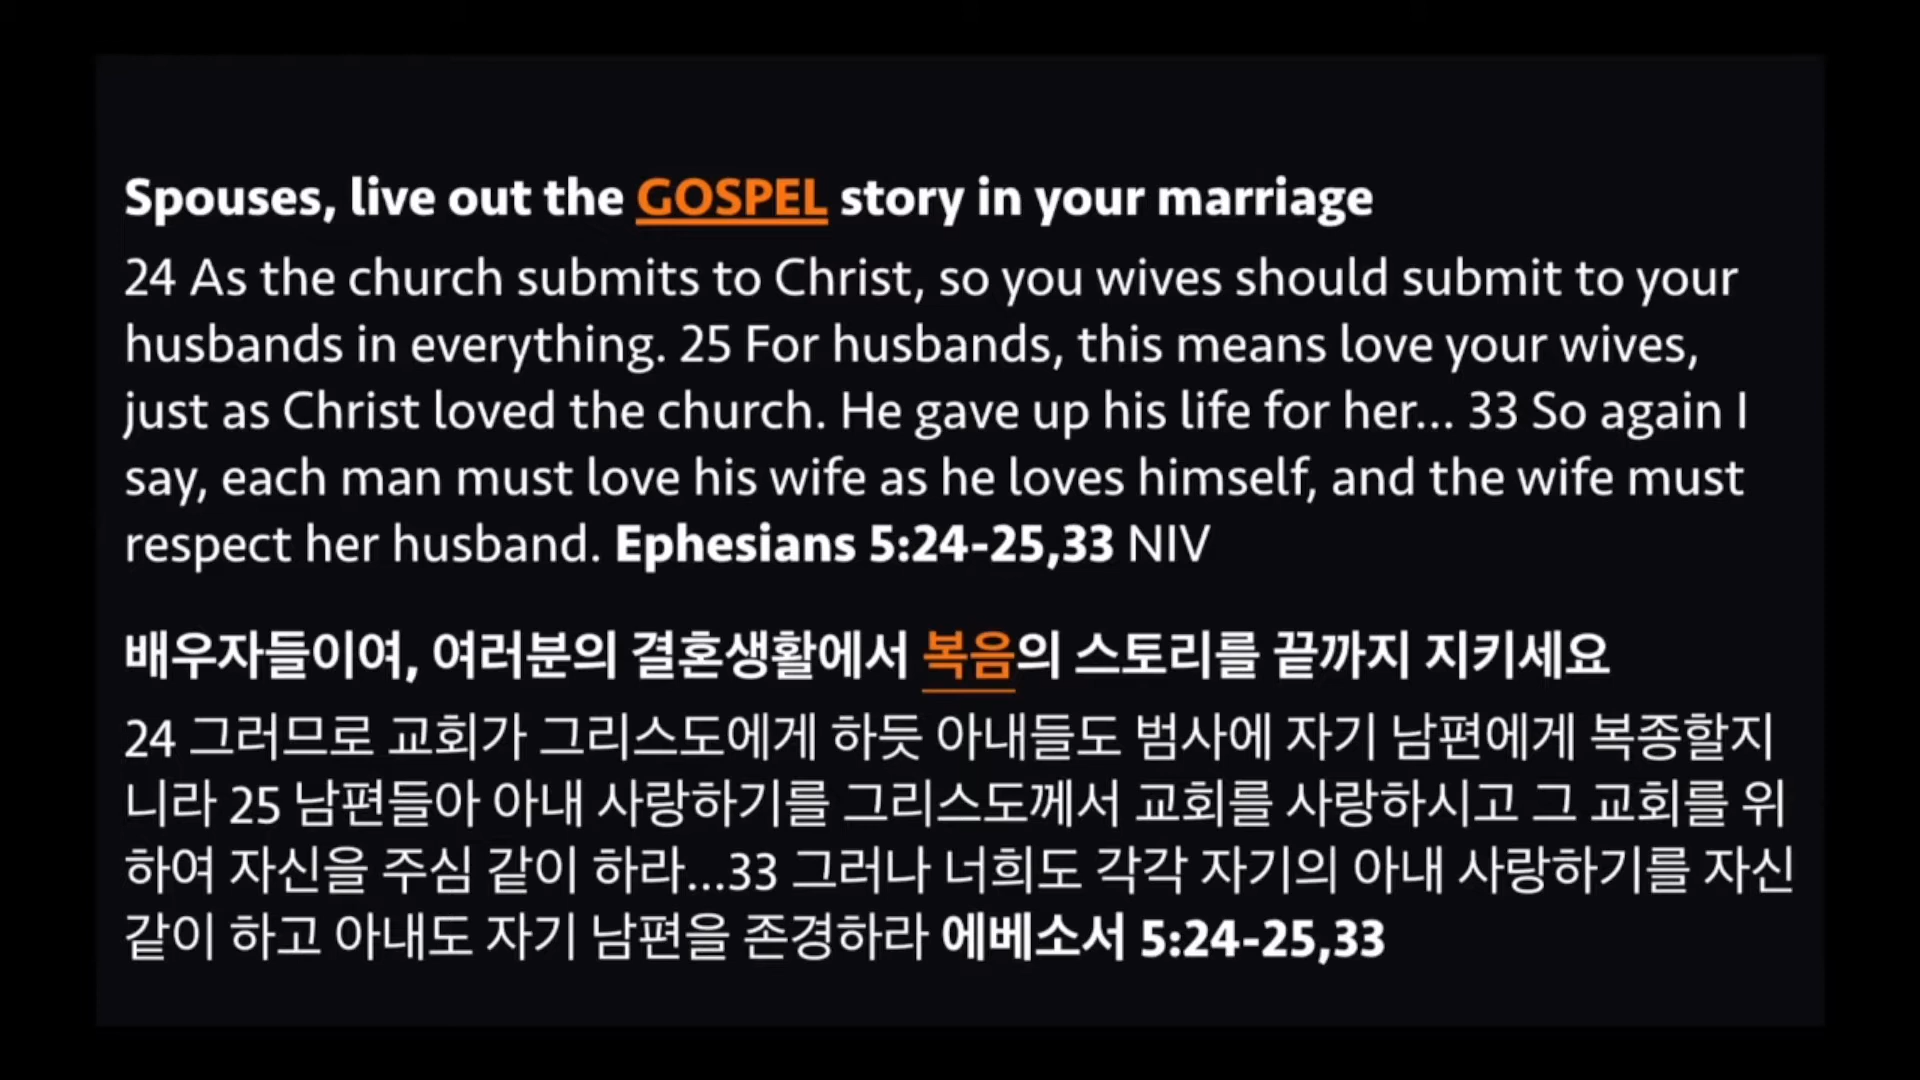 Spouses, live out the GOSPEL story in your marriage
24 As the church submits to Christ, so you wives should submit to your
husbands in everything. 25 For husbands, this means love your wives,
just as Christ loved the church. He gave up his life for her... 33 So again I
say, each man must love his wife as he loves himself, and the wife must
respect her husband. Ephesians 5:24-25,33 NIV
배우자들이여, 여러분의 결혼생활에서 복음의 스토리를 끝까지 지키세요
24 그러므로 교회가 그리스도에게 하듯 아내들도 범사에 자기 남편에게 복종할지
니라 25 남편들아 아내 사랑하기를 그리스도께서 교회를 사랑하시고 그 교회를 위
하여 자신을 주심 같이 하라...33 그러나 너희도 각각 자기의 아내 사랑하기를 자신
같이 하고 아내도 자기 남편을 존경하라 에베소서 5:24-25,33